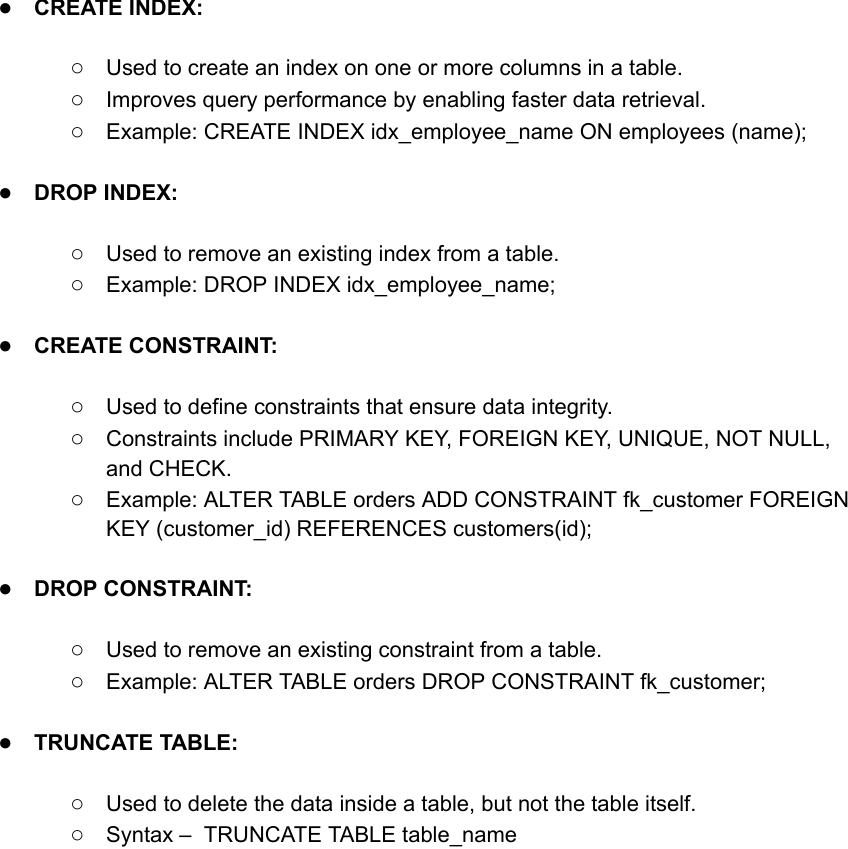 ● CREATE INDEX:
○ Used to create an index on one or more columns in a table.
○ Improves query performance by enabling faster data retrieval.
○ Example: CREATE INDEX idx_employee_name ON employees (name);
● DROP INDEX:
○ Used to remove an existing index from a table.
○ Example: DROP INDEX idx_employee_name;
● CREATE CONSTRAINT:
○ Used to define constraints that ensure data integrity.
○ Constraints include PRIMARY KEY, FOREIGN KEY, UNIQUE, NOT NULL,
and CHECK.
○ Example: ALTER TABLE orders ADD CONSTRAINT fk_customer FOREIGN
KEY (customer_id) REFERENCES customers(id);
● DROP CONSTRAINT:
○ Used to remove an existing constraint from a table.
○ Example: ALTER TABLE orders DROP CONSTRAINT fk_customer;
● TRUNCATE TABLE:
○ Used to delete the data inside a table, but not the table itself.
○ Syntax – TRUNCATE TABLE table_name